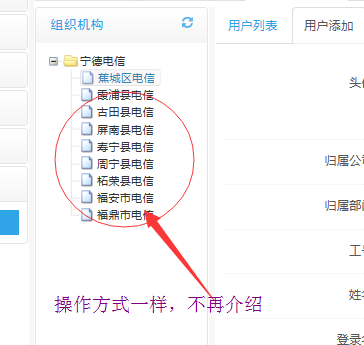 组织机构
用户列表 用户添加
宁德电信
蕉城区电信
霞浦县电信
古田县电信
屏南县电信
寿宁县电信
周宁县电信
柘荣县电信
福安市电信
福鼎市电信
头
归属公司
归属部
工
姓
登录
操作方式一样，不再介绍